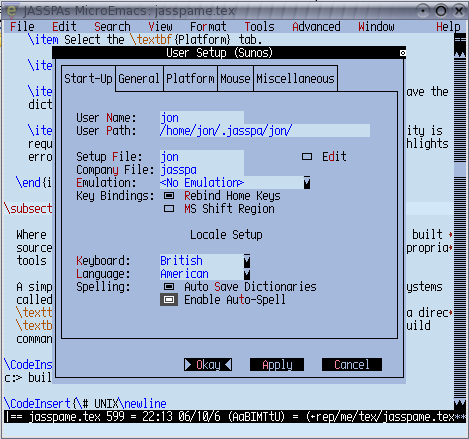 JASSPAs MicroEmacs: jasspame.tex
File Edit Search Format Execute Tools Advanced Window Help
\item Select the \textbf{Platform} tab.
User Setup (Sunos)
Start-Up General Platform Mouse Miscellaneous
\it
ave the
dict
User Name: jon
\it
ity is
User Path: /home/jon/.jasspa/jon/
requ
hlights
erro
Setup File: jon Edit
Company File: jasspa
\end{i
Emulation: <No Emulation>
Key Bindings: Rebind Home Keys
\subsect
MS Shift Region
Where
built
Locale Setup
source
propria
tools
Keyboard: British
Language: American
A simp
ystems
Spelling: Auto Save Dictionaries
called
Enable Auto-Spell
\textt
a direc
\textb
uild
comman
\CodeInser
Okay Apply Cancel
c:> buil
\CodeInsert{\# UNIX\newline
|== jasspame.tex 599 = 22:13 06/10/6 (AaBIMTtU) = (+rep/me/tex/jasspame.tex**